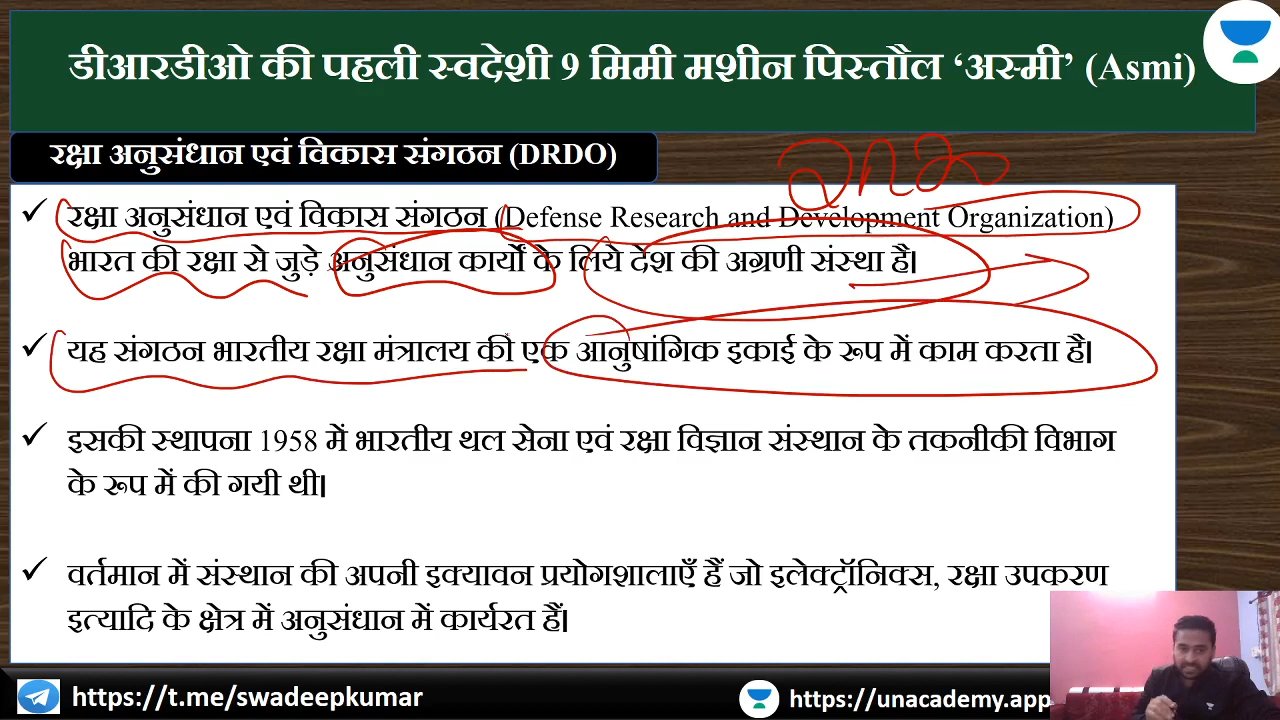 डीआरडीओ की पहली स्वदेशी 9 मिमी मशीन पिस्तौल ‘अस्मी’ (Asmi)
रक्षा अनुसंधान एवं विकास संगठन (DRDO)
✓ रक्षा अनुसंधान एवं विकास संगठन (Defense Research and Development Organization)
भारत की रक्षा से जुड़े अनुसंधान कार्यों के लिये देश की अग्रणी संस्था है।
✓ यह संगठन भारतीय रक्षा मंत्रालय की एक आनुषांगिक इकाई के रूप में काम करता है।
✓ इसकी स्थापना 1958 में भारतीय थल सेना एवं रक्षा विज्ञान संस्थान के तकनीकी विभाग
के रूप में की गयी थी।
✓ वर्तमान में संस्थान की अपनी इक्यावन प्रयोगशालाएँ हैं जो इलेक्ट्रॉनिक्स, रक्षा उपकरण
इत्यादि के क्षेत्र में अनुसंधान में कार्यरत हैं।
https://t.me/swadeepkumar
https://unacademy.app